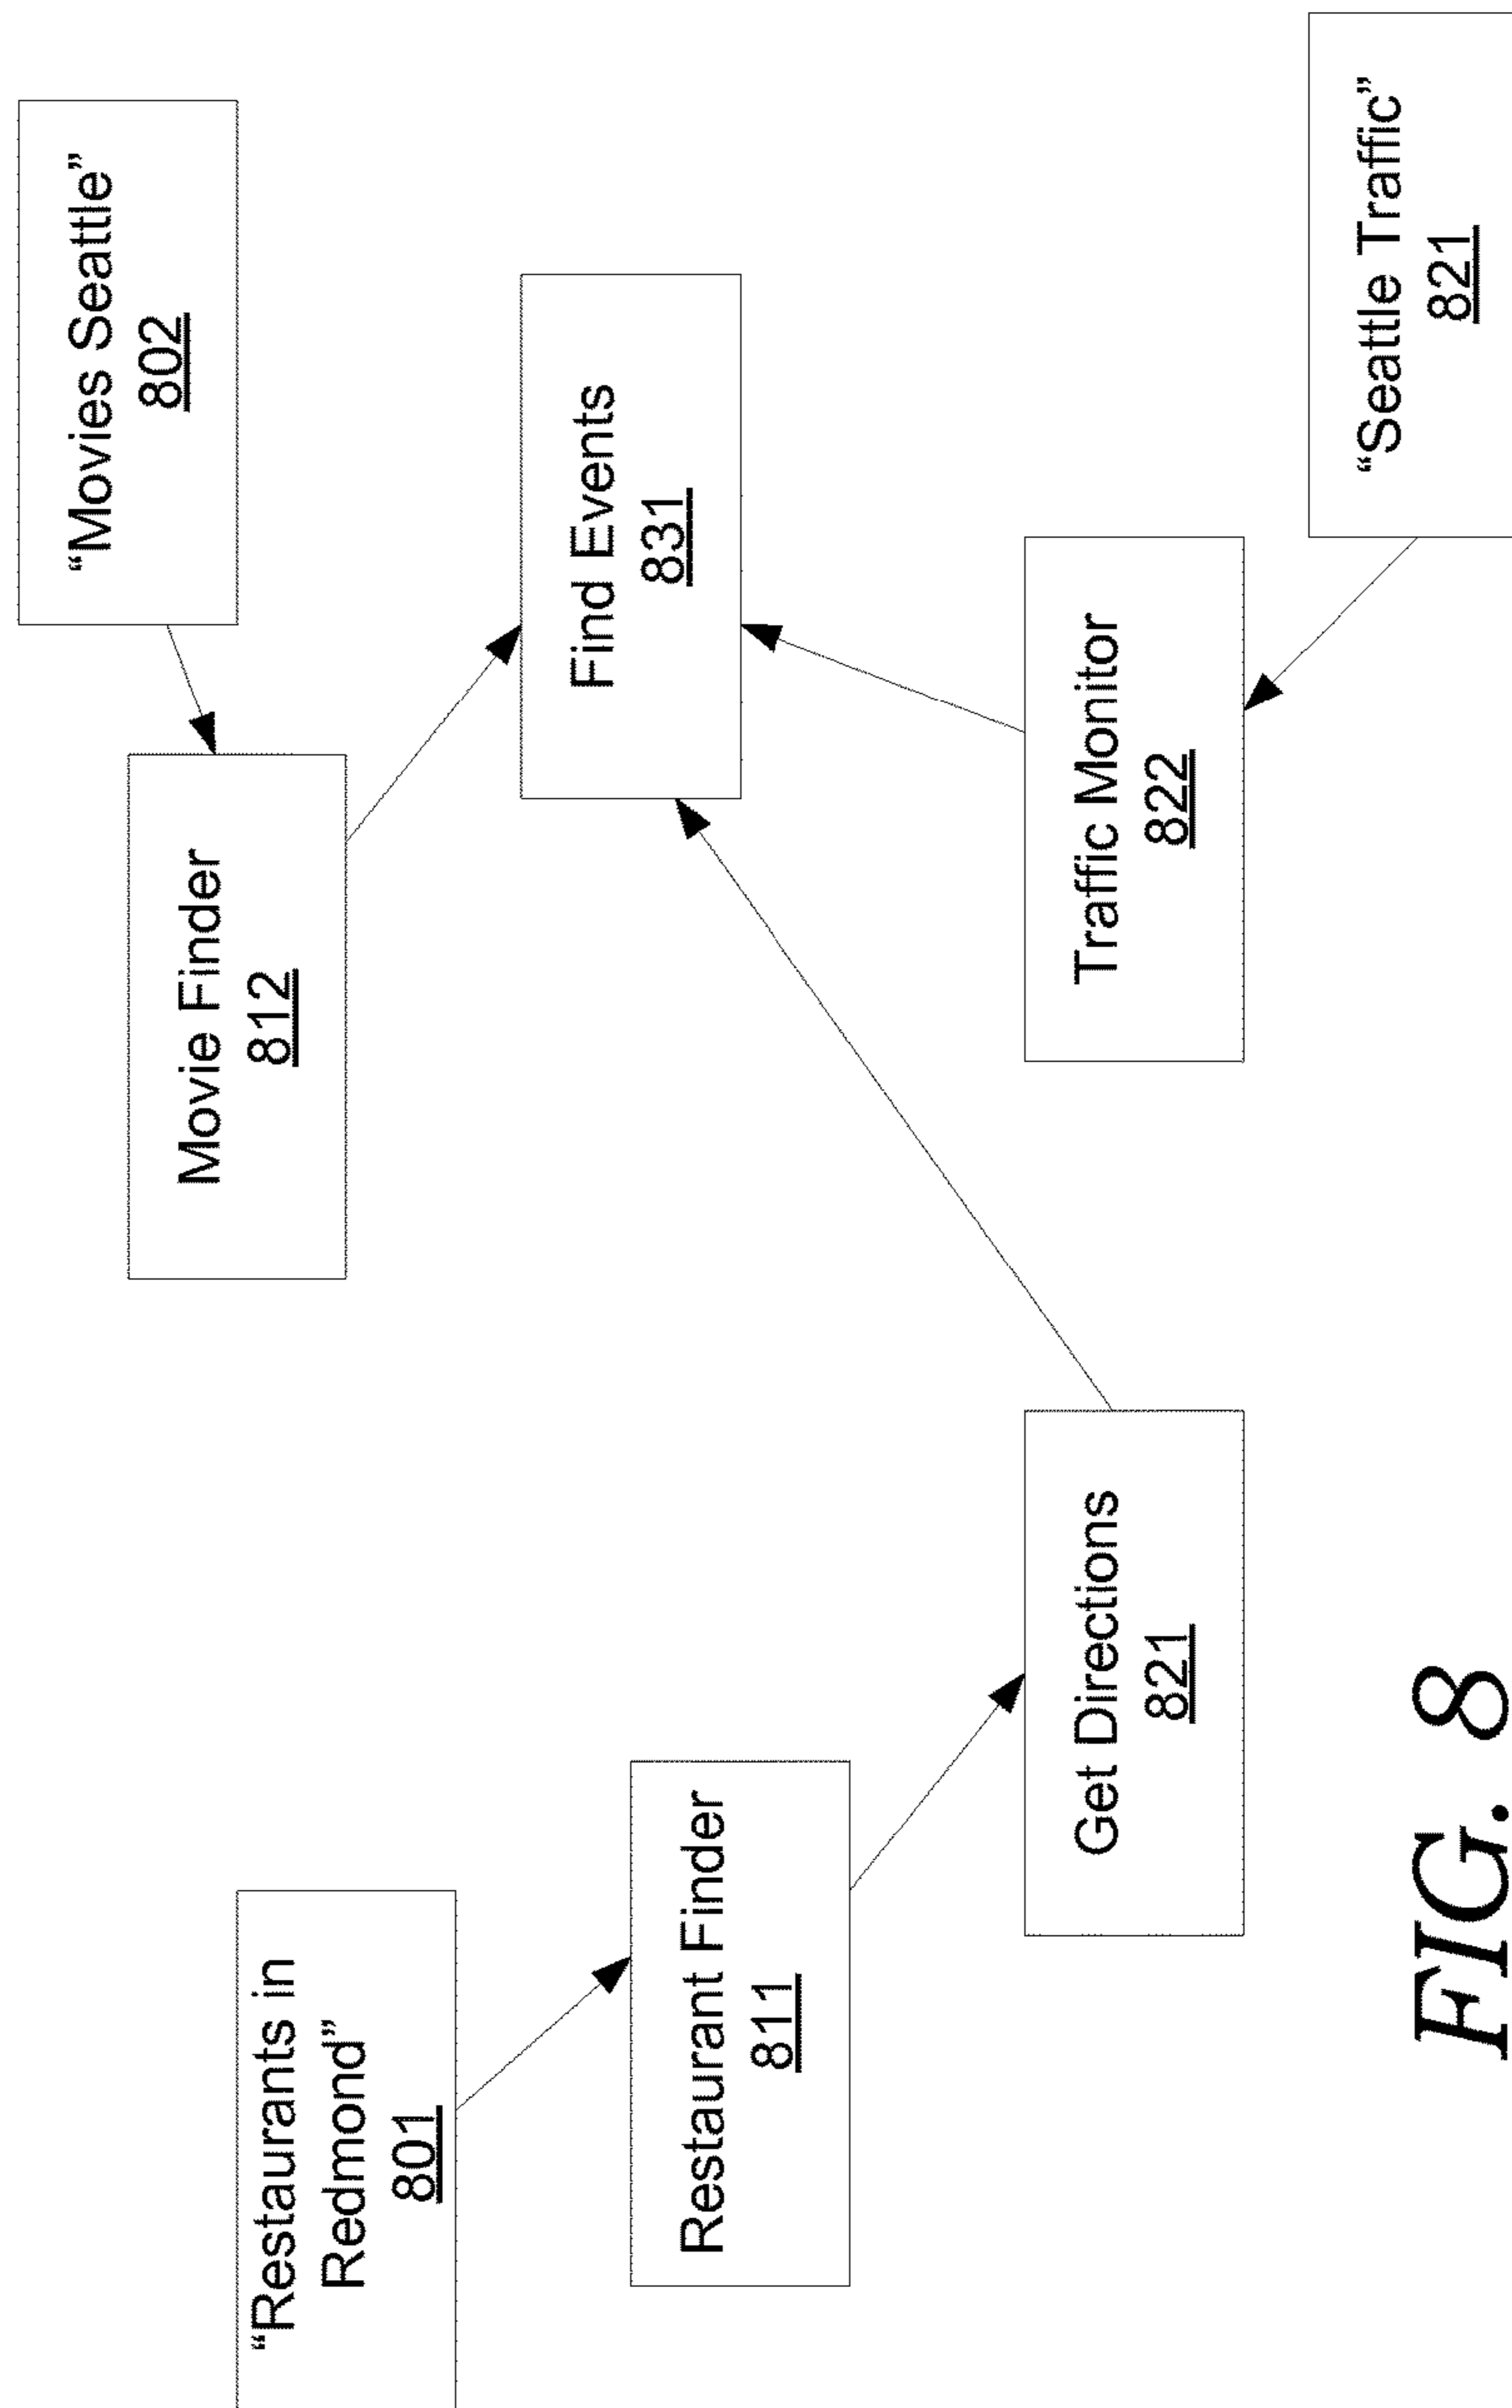 “Movies Seattle”
802
Movie Finder
812
“Restaurants in
Redmond”
801
Find Events
831
Restaurant Finder
811
Traffic Monitor
822
Get Directions
821
“Seattle Traffic”
821
FIG. 8